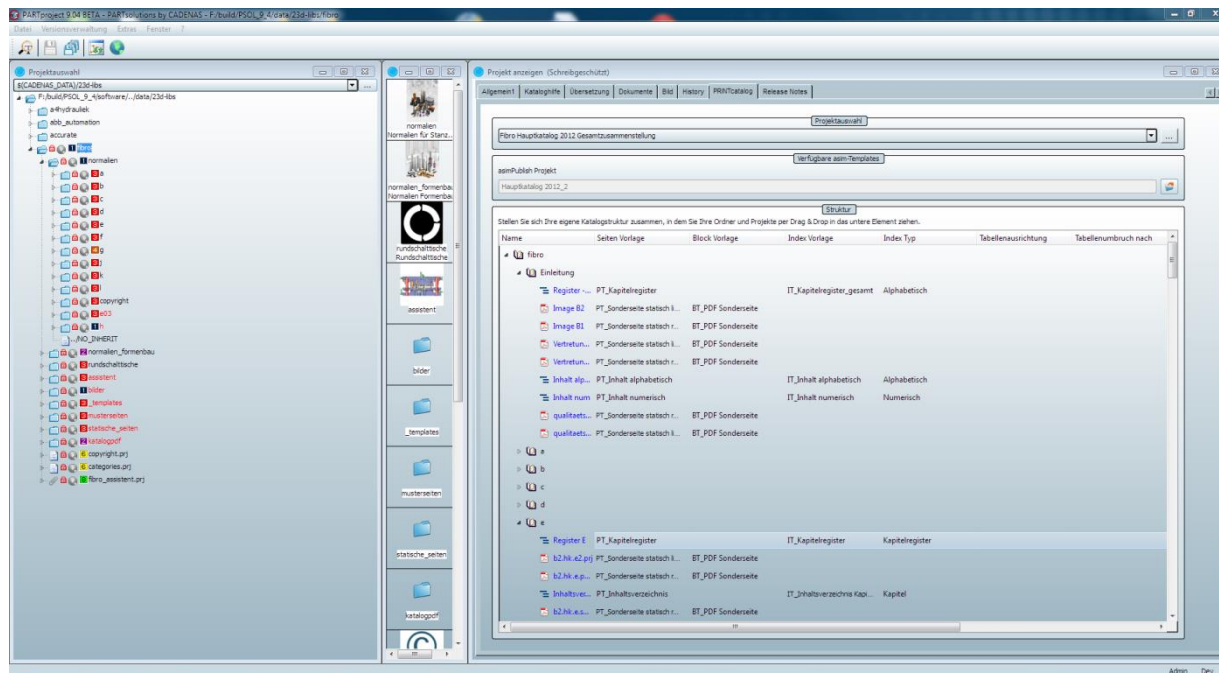 PARTproject 9.04 BETA - PARTsolutions by CADENAS - F:/build/PSOL_9_4/data/23d-libs/fibro
Datei Versionsverwaltung Extras Fenster ?
Projektauswahl
$(CADENAS_DATA)/23d-libs
F:/build/PSOL_9_4/software/../data/23d-libs
a4hydrauliek
abb_automation
accurate
fibro
normalen
a
b
c
d
e
f
g
j
k
l
copyright
e03
h
../NO_INHERIT
normalen_formenbau
rundschalttische
assistent
bilder
_templates
musterseiten
statische_seiten
katalogpdf
copyright.prj
categories.prj
fibro_assistent.prj
normalen
Normalen für Stanz...
normalen_formenbau
Normalen Formenbau
rundschalttische
Rundschalttische
assistent
bilder
_templates
musterseiten
statische_seiten
katalogpdf
Projekt anzeigen (Schreibgeschützt)
Allgemein1 Kataloghilfe Übersetzung Dokumente Bild History PRINTcatalog Release Notes
Projektauswahl
Fibro Hauptkatalog 2012 Gesamtzusammenstellung
...
Verfügbare asim-Templates
asimPublish Projekt
Hauptkatalog 2012_2
Struktur
Stellen Sie sich Ihre eigene Katalogstruktur zusammen, in dem Sie Ihre Ordner und Projekte per Drag & Drop in das untere Element ziehen.
Name Seiten Vorlage Block Vorlage Index Vorlage Index Typ Tabellenausrichtung Tabellenumbruch nach
fibro
Einleitung
Register -... PT_Kapitelregister IT_Kapitelregister_gesamt Alphabetisch
Image B2 PT_Sonderseite statisch li... BT_PDF Sonderseite
Image B1 PT_Sonderseite statisch r... BT_PDF Sonderseite
Vertretun... PT_Sonderseite statisch li... BT_PDF Sonderseite
Vertretun... PT_Sonderseite statisch r... BT_PDF Sonderseite
Inhalt alp... PT_Inhalt alphabetisch IT_Inhalt alphabetisch Alphabetisch
Inhalt num PT_Inhalt numerisch IT_Inhalt numerisch Numerisch
qualitaets... PT_Sonderseite statisch r... BT_PDF Sonderseite
qualitaets... PT_Sonderseite statisch li... BT_PDF Sonderseite
a
b
c
d
e
Register E PT_Kapitelregister IT_Kapitelregister Kapitelregister
b2.hk.e2.prj PT_Sonderseite statisch li... BT_PDF Sonderseite
b2.hk.e.p... PT_Sonderseite statisch r... BT_PDF Sonderseite
Inhaltsver... PT_Inhaltsverzeichnis IT_Inhaltsverzeichnis Kapi... Kapitel
b2.hk.e.s... PT_Sonderseite statisch r... BT_PDF Sonderseite
Admin Dev